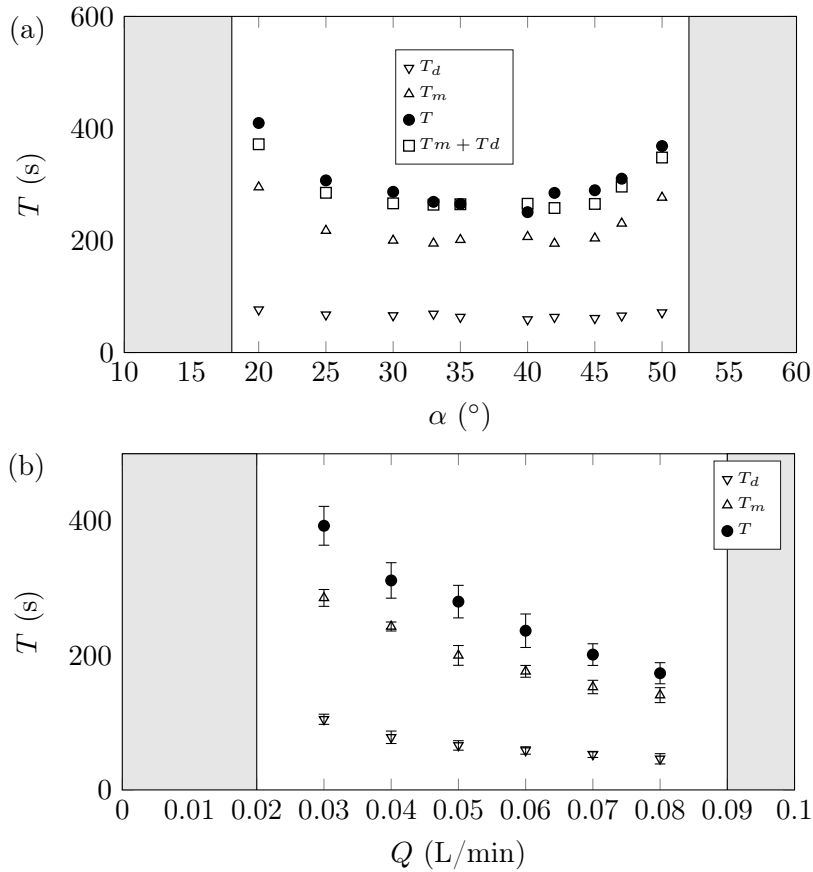 (a)
600
400
200
0
T (s)
T_d
T_m
T
Tm + Td
10 15 20 25 30 35 40 45 50 55 60
α (°)
(b)
400
200
0
T (s)
T_d
T_m
T
0 0.01 0.02 0.03 0.04 0.05 0.06 0.07 0.08 0.09 0.1
Q (L/min)